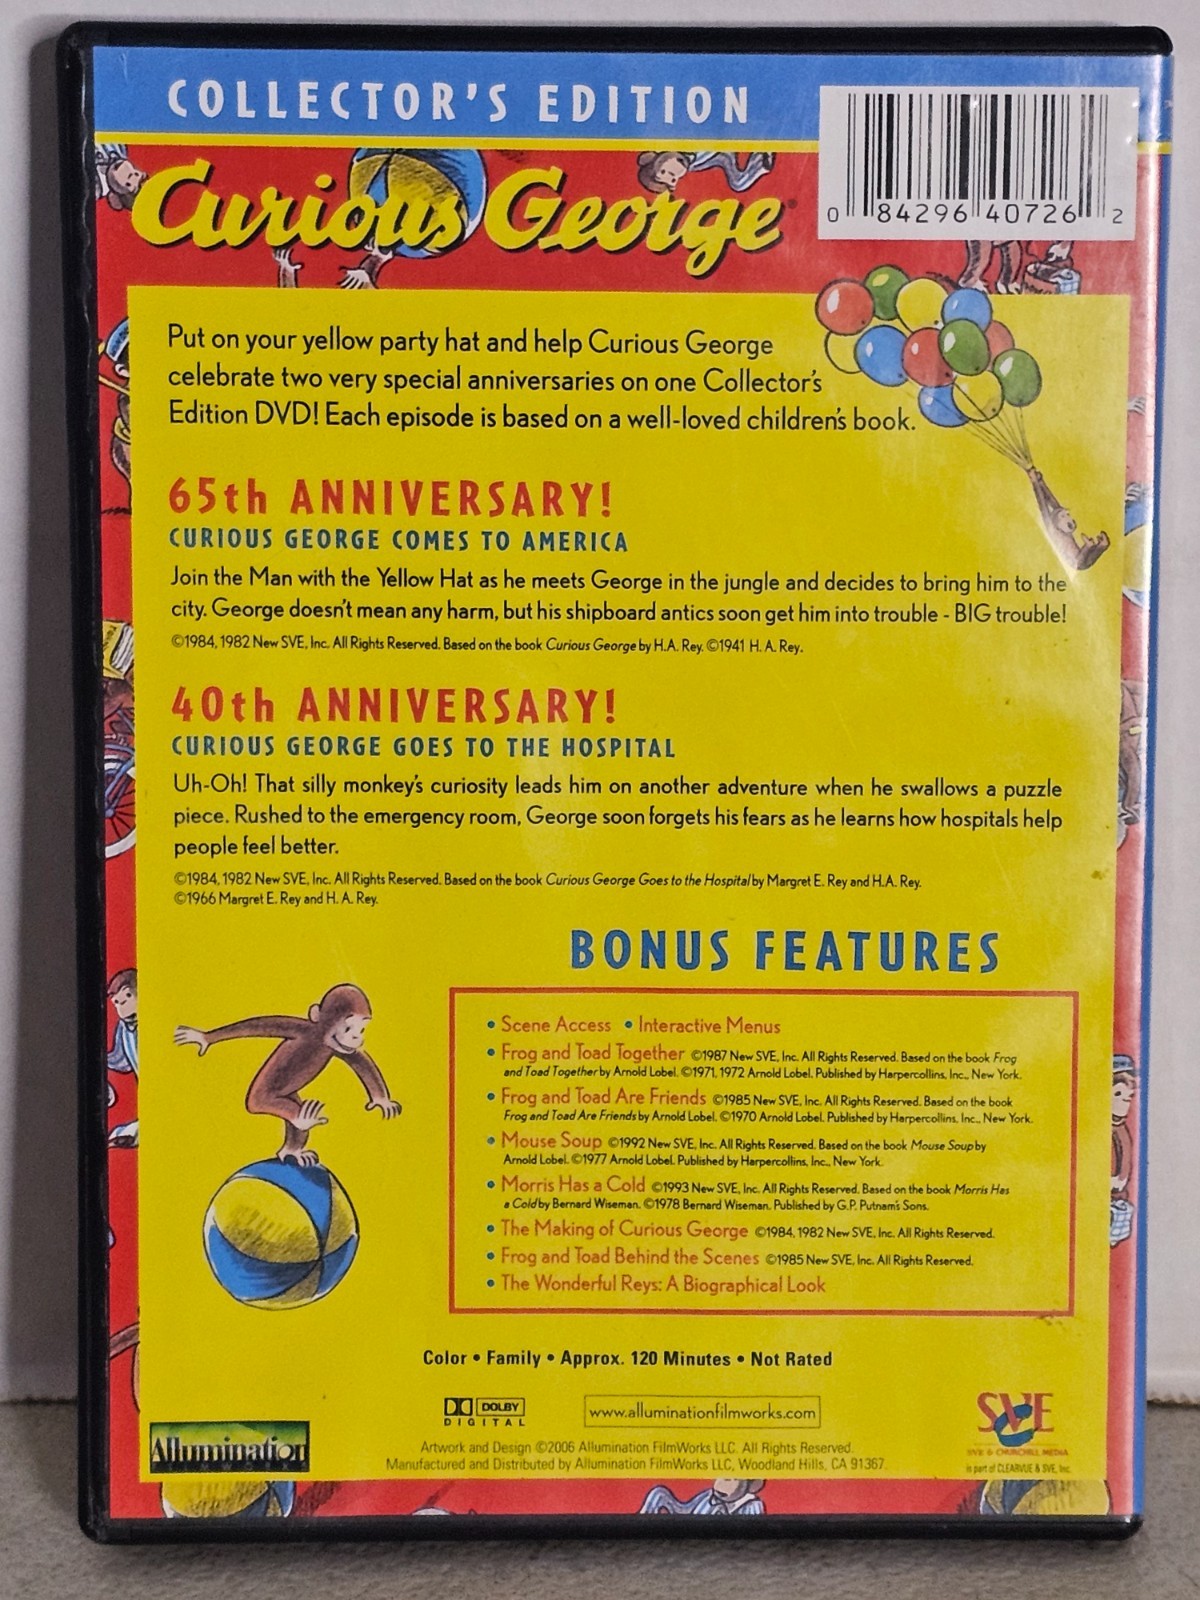 COLLECTOR'S EDITION
Curious George
0 84296 40726 2
Put on your yellow party hat and help Curious George
celebrate two very special anniversaries on one Collector's
Edition DVD! Each episode is based on a well-loved children's book.
65th ANNIVERSARY!
CURIOUS GEORGE COMES TO AMERICA
Join the Man with the Yellow Hat as he meets George in the jungle and decides to bring him to the
city. George doesn't mean any harm, but his shipboard antics soon get him into trouble - BIG trouble!
©1984, 1982 New SVE, Inc. All Rights Reserved. Based on the book Curious George by H.A. Rey. ©1941 H. A. Rey.
40th ANNIVERSARY!
CURIOUS GEORGE GOES TO THE HOSPITAL
Uh-Oh! That silly monkey's curiosity leads him on another adventure when he swallows a puzzle
piece. Rushed to the emergency room, George soon forgets his fears as he learns how hospitals help
people feel better.
©1984, 1982 New SVE, Inc. All Rights Reserved. Based on the book Curious George Goes to the Hospital by Margret E. Rey and H.A. Rey.
©1966 Margret E. Rey and H. A. Rey.
BONUS FEATURES
• Scene Access • Interactive Menus
• Frog and Toad Together ©1987 New SVE, Inc. All Rights Reserved. Based on the book Frog
and Toad Together by Arnold Lobel. ©1971, 1972 Arnold Lobel. Published by Harpercollins, Inc., New York.
• Frog and Toad Are Friends ©1985 New SVE, Inc. All Rights Reserved. Based on the book
Frog and Toad Are Friends by Arnold Lobel. ©1970 Arnold Lobel. Published by Harpercollins, Inc., New York.
• Mouse Soup ©1992 New SVE, Inc. All Rights Reserved. Based on the book Mouse Soup by
Arnold Lobel. ©1977 Arnold Lobel. Published by Harpercollins, Inc., New York.
• Morris Has a Cold ©1993 New SVE, Inc. All Rights Reserved. Based on the book Morris Has
a Cold by Bernard Wiseman. ©1978 Bernard Wiseman. Published by G.P. Putnam's Sons.
• The Making of Curious George ©1984, 1982 New SVE, Inc. All Rights Reserved.
• Frog and Toad Behind the Scenes ©1985 New SVE, Inc. All Rights Reserved.
• The Wonderful Reys: A Biographical Look
Color • Family • Approx. 120 Minutes • Not Rated
DOLBY
DIGITAL
www.alluminationfilmworks.com
SVE
SVE & CHURCHILL MEDIA
is part of CLEARVUE & SVE, Inc.
Allumination
Artwork and Design ©2006 Allumination FilmWorks LLC. All Rights Reserved.
Manufactured and Distributed by Allumination FilmWorks LLC, Woodland Hills, CA 91367.